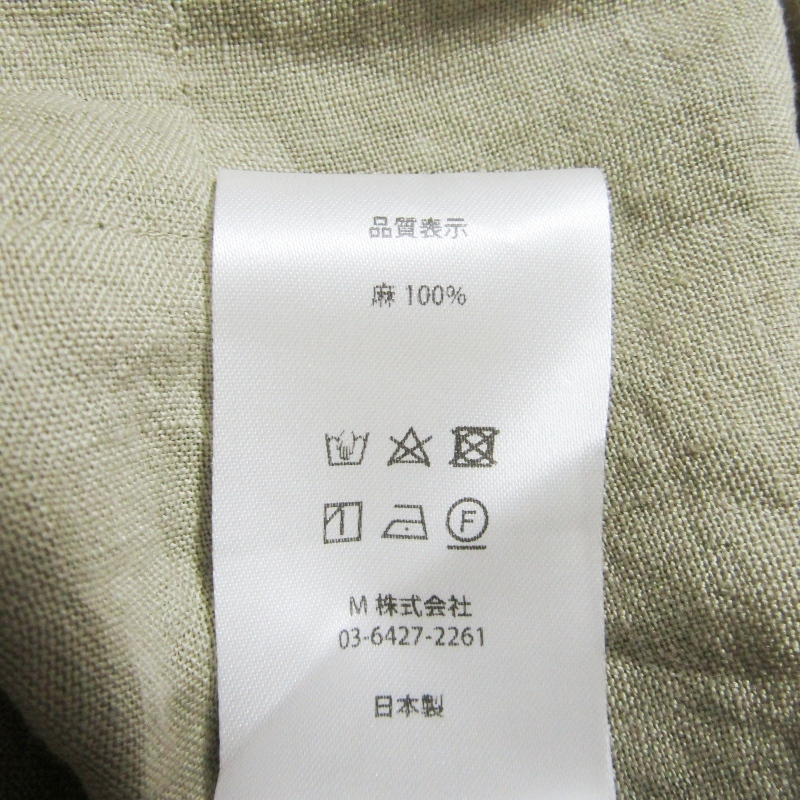 品質表示
麻 100%
F
M 株式会社
03-6427-2261
日本製